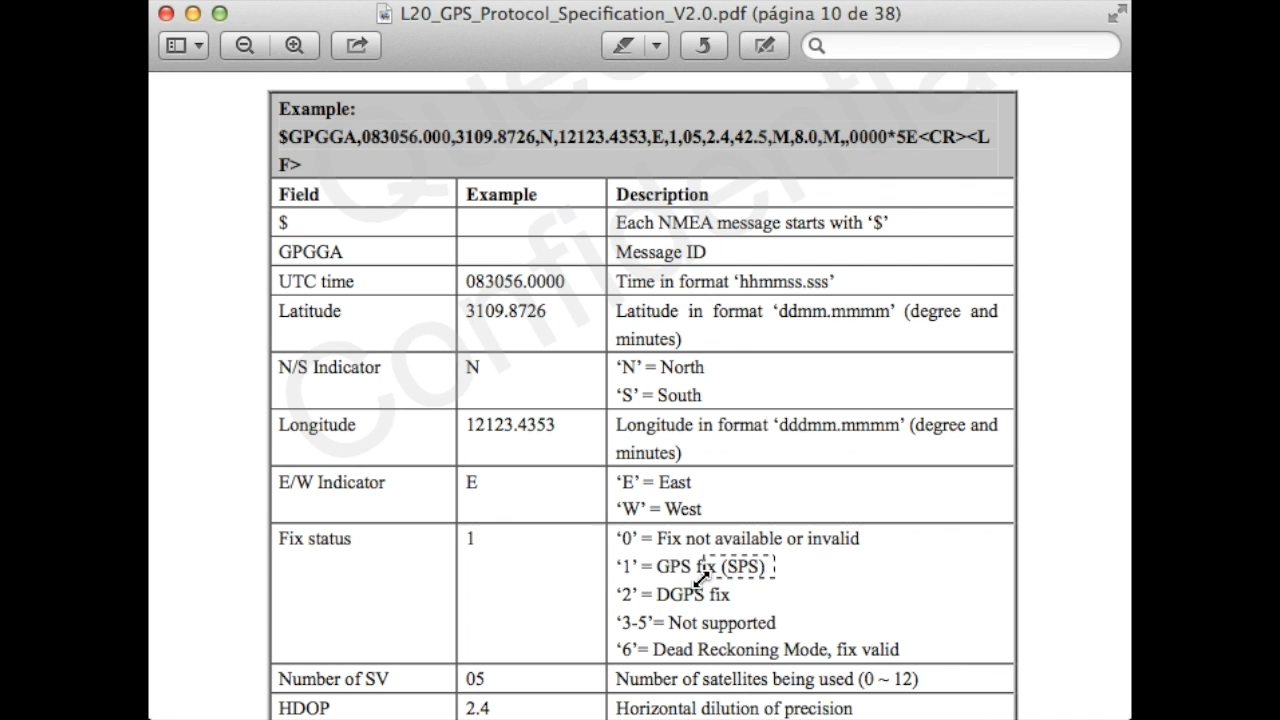 L20_GPS_Protocol_Specification_V2.0.pdf (página 10 de 38)
Example:
$GPGGA,083056.000,3109.8726,N,12123.4353,E,1,05,2.4,42.5,M,8.0,M,,0000*5E<CR><L
F>
Field Example Description
$ Each NMEA message starts with ‘$’
GPGGA Message ID
UTC time 083056.0000 Time in format ‘hhmmss.sss’
Latitude 3109.8726 Latitude in format ‘ddmm.mmmm’ (degree and
minutes)
N/S Indicator N ‘N’ = North
‘S’ = South
Longitude 12123.4353 Longitude in format ‘dddmm.mmmm’ (degree and
minutes)
E/W Indicator E ‘E’ = East
‘W’ = West
Fix status 1 ‘0’ = Fix not available or invalid
‘1’ = GPS fix (SPS)
‘2’ = DGPS fix
‘3-5’= Not supported
‘6’= Dead Reckoning Mode, fix valid
Number of SV 05 Number of satellites being used (0 ~ 12)
HDOP 2.4 Horizontal dilution of precision